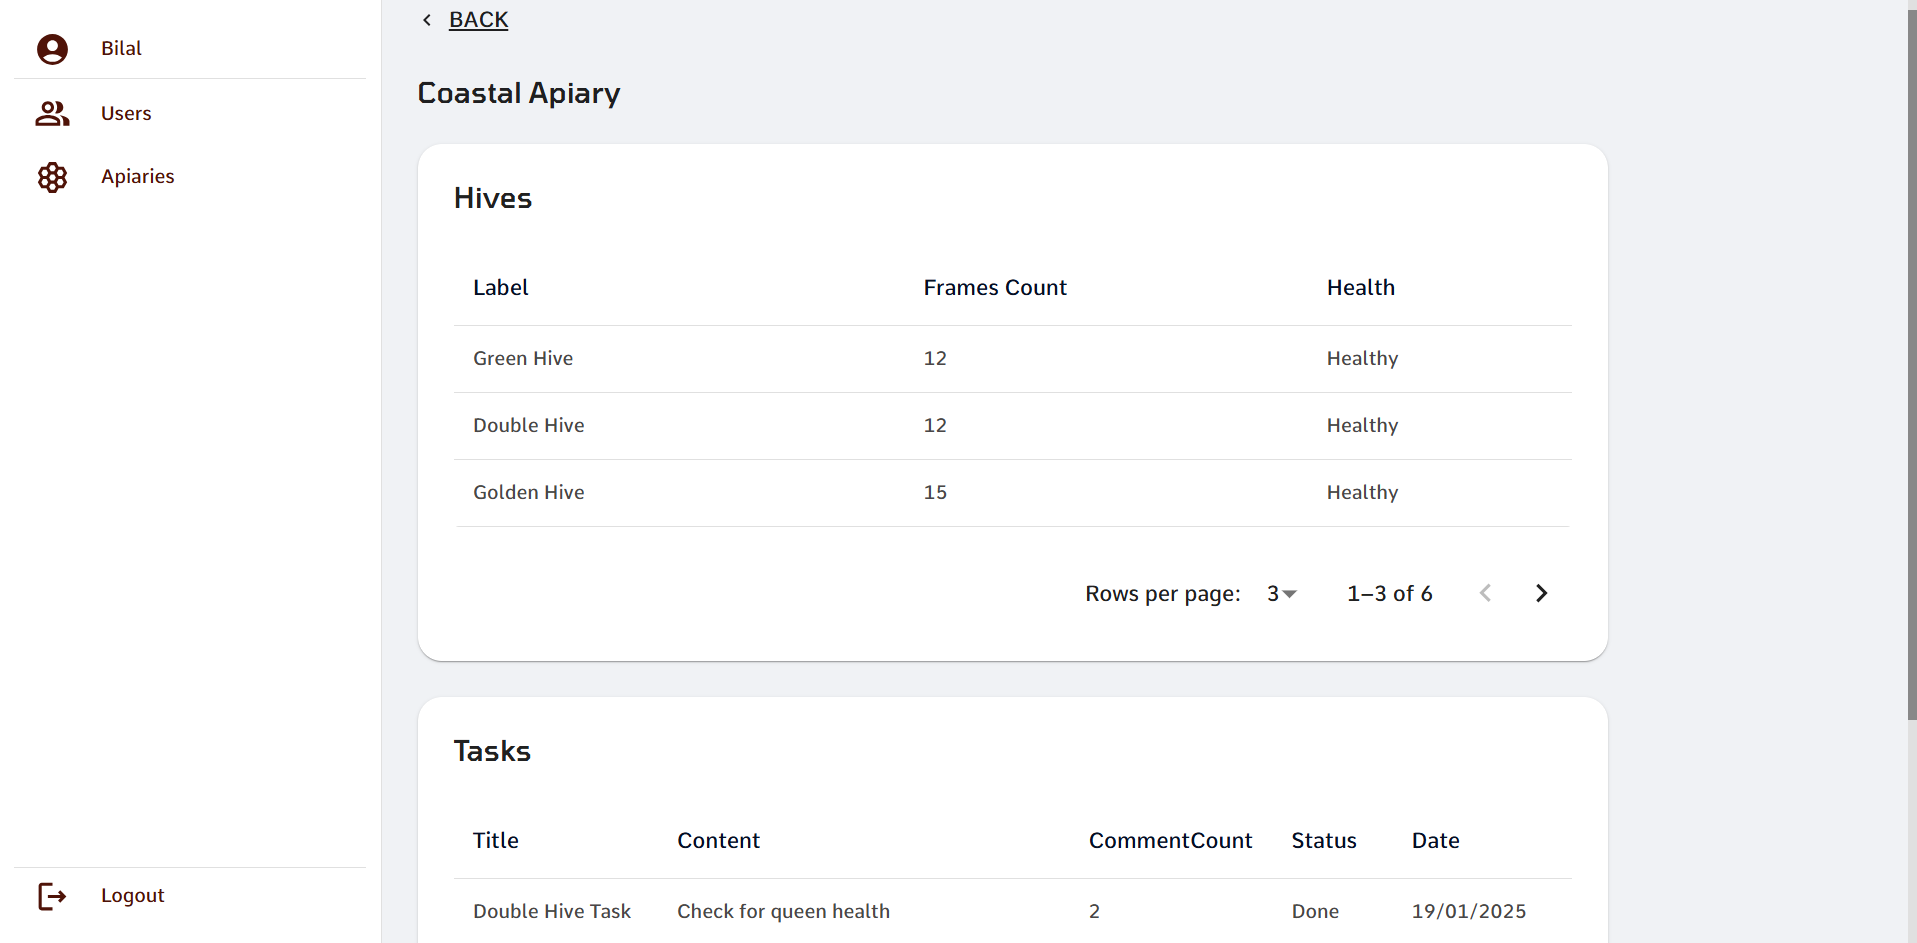 Bilal
Users
Apiaries
Logout
BACK
Coastal Apiary
Hives
Label Frames Count Health
Green Hive 12 Healthy
Double Hive 12 Healthy
Golden Hive 15 Healthy
Rows per page: 3 1–3 of 6
Tasks
Title Content CommentCount Status Date
Double Hive Task Check for queen health 2 Done 19/01/2025